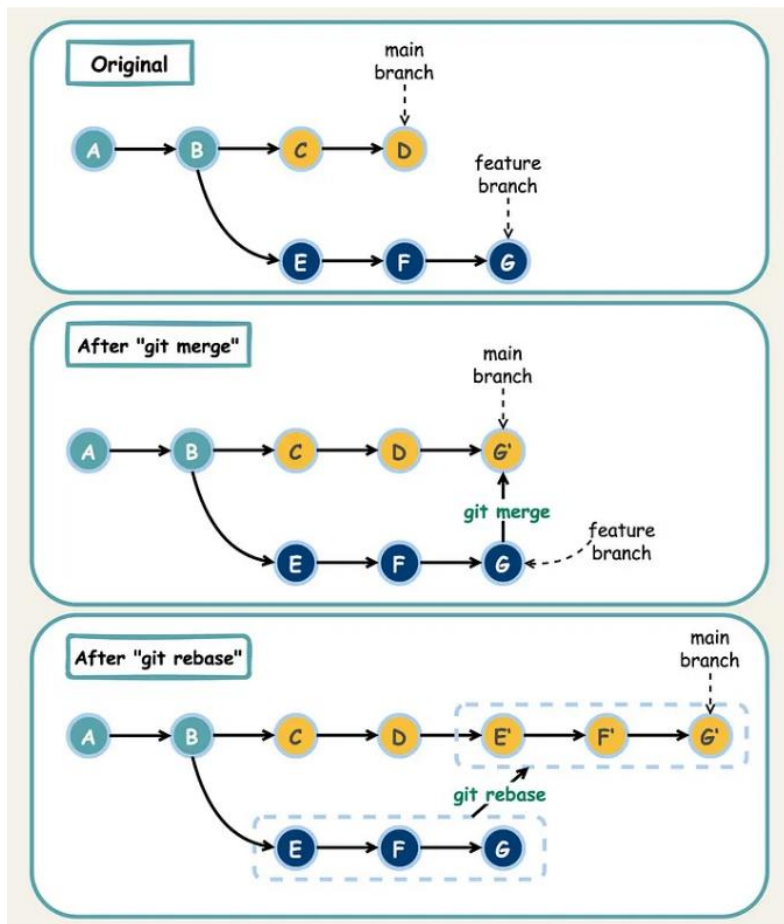 Original
main
branch
A B C D
feature
branch
E F G
After "git merge"
main
branch
A B C D G'
git merge
feature
branch
E F G
After "git rebase"
main
branch
A B C D E' F' G'
git rebase
E F G